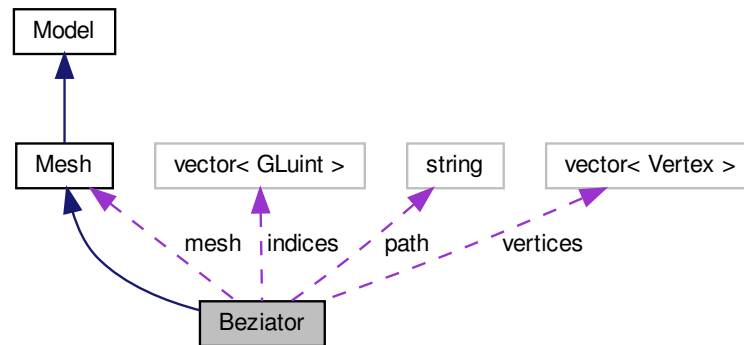 Model
Mesh
vector< GLuint >
string
vector< Vertex >
mesh
indices
path
vertices
Beziator